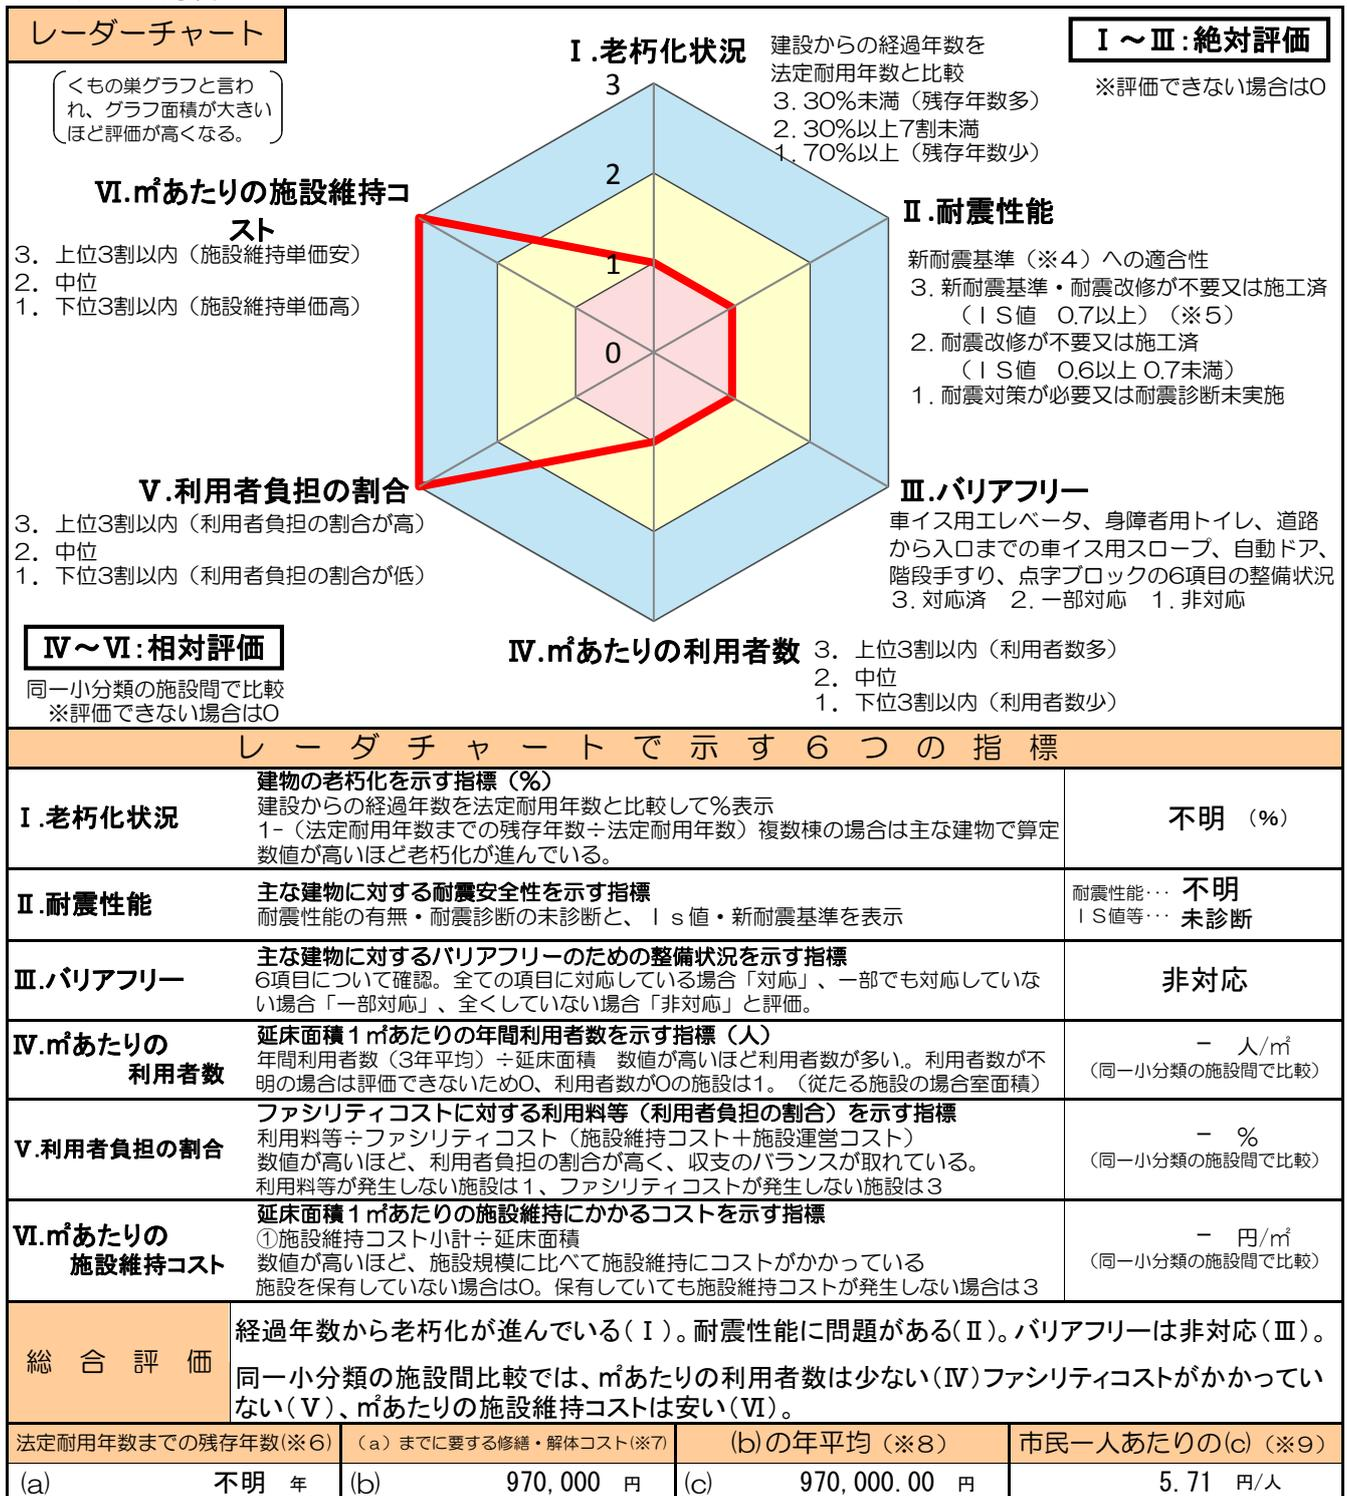 レーダーチャート
くもの巣グラフと言わ
れ、グラフ面積が大きい
ほど評価が高くなる。
Ⅰ.老朽化状況
建設からの経過年数を
法定耐用年数と比較
3. 30%未満（残存年数多）
2. 30%以上7割未満
1. 70%以上（残存年数少）
Ⅰ～Ⅲ:絶対評価
※評価できない場合は0
3
2
1
0
Ⅵ.㎡あたりの施設維持コ
スト
3. 上位3割以内（施設維持単価安）
2. 中位
1. 下位3割以内（施設維持単価高）
Ⅱ.耐震性能
新耐震基準（※４）への適合性
3. 新耐震基準・耐震改修が不要又は施工済
（ＩＳ値　0.7以上）（※５）
2. 耐震改修が不要又は施工済
（ＩＳ値　0.6以上 0.7未満）
1. 耐震対策が必要又は耐震診断未実施
Ⅴ.利用者負担の割合
3. 上位3割以内（利用者負担の割合が高）
2. 中位
1. 下位3割以内（利用者負担の割合が低）
Ⅲ.バリアフリー
車イス用エレベータ、身障者用トイレ、道路
から入口までの車イス用スロープ、自動ドア、
階段手すり、点字ブロックの6項目の整備状況
3. 対応済　2. 一部対応　1. 非対応
Ⅳ～Ⅵ:相対評価
同一小分類の施設間で比較
※評価できない場合は0
Ⅳ.㎡あたりの利用者数
3. 上位3割以内（利用者数多）
2. 中位
1. 下位3割以内（利用者数少）
レーダチャートで示す６つの指標
Ⅰ.老朽化状況
建物の老朽化を示す指標（%）
建設からの経過年数を法定耐用年数と比較して%表示
1-（法定耐用年数までの残存年数÷法定耐用年数）複数棟の場合は主な建物で算定
数値が高いほど老朽化が進んでいる。
不明（%）
Ⅱ.耐震性能
主な建物に対する耐震安全性を示す指標
耐震性能の有無・耐震診断の未診断と、Ｉｓ値・新耐震基準を表示
耐震性能･･･ 不明
ＩＳ値等･･･ 未診断
Ⅲ.バリアフリー
主な建物に対するバリアフリーのための整備状況を示す指標
6項目について確認。全ての項目に対応している場合「対応」、一部でも対応していな
い場合「一部対応」、全くしていない場合「非対応」と評価。
非対応
Ⅳ.㎡あたりの
利用者数
延床面積１㎡あたりの年間利用者数を示す指標（人）
年間利用者数（3年平均）÷延床面積　数値が高いほど利用者数が多い。利用者数が不
明の場合は評価できないため0、利用者数が0の施設は1。（従たる施設の場合室面積）
－　人/㎡
（同一小分類の施設間で比較）
Ⅴ.利用者負担の割合
ファシリティコストに対する利用料等（利用者負担の割合）を示す指標
利用料等÷ファシリティコスト（施設維持コスト＋施設運営コスト）
数値が高いほど、利用者負担の割合が高く、収支のバランスが取れている。
利用料等が発生しない施設は１、ファシリティコストが発生しない施設は３
－　%
（同一小分類の施設間で比較）
Ⅵ.㎡あたりの
施設維持コスト
延床面積１㎡あたりの施設維持にかかるコストを示す指標
①施設維持コスト小計÷延床面積
数値が高いほど、施設規模に比べて施設維持にコストがかかっている
施設を保有していない場合は0。保有していても施設維持コストが発生しない場合は３
－　円/㎡
（同一小分類の施設間で比較）
総合評価
経過年数から老朽化が進んでいる(Ⅰ)。耐震性能に問題がある(Ⅱ)。バリアフリーは非対応(Ⅲ)。
同一小分類の施設間比較では、㎡あたりの利用者数は少ない(Ⅳ)ファシリティコストがかかってい
ない(Ⅴ)、㎡あたりの施設維持コストは安い(Ⅵ)。
法定耐用年数までの残存年数(※６)
（a）までに要する修繕・解体コスト(※7)
(b)の年平均（※８）
市民一人あたりの(c)（※９）
(a)　不明 年
(b)　970,000 円
(c)　970,000.00 円
5.71 円/人